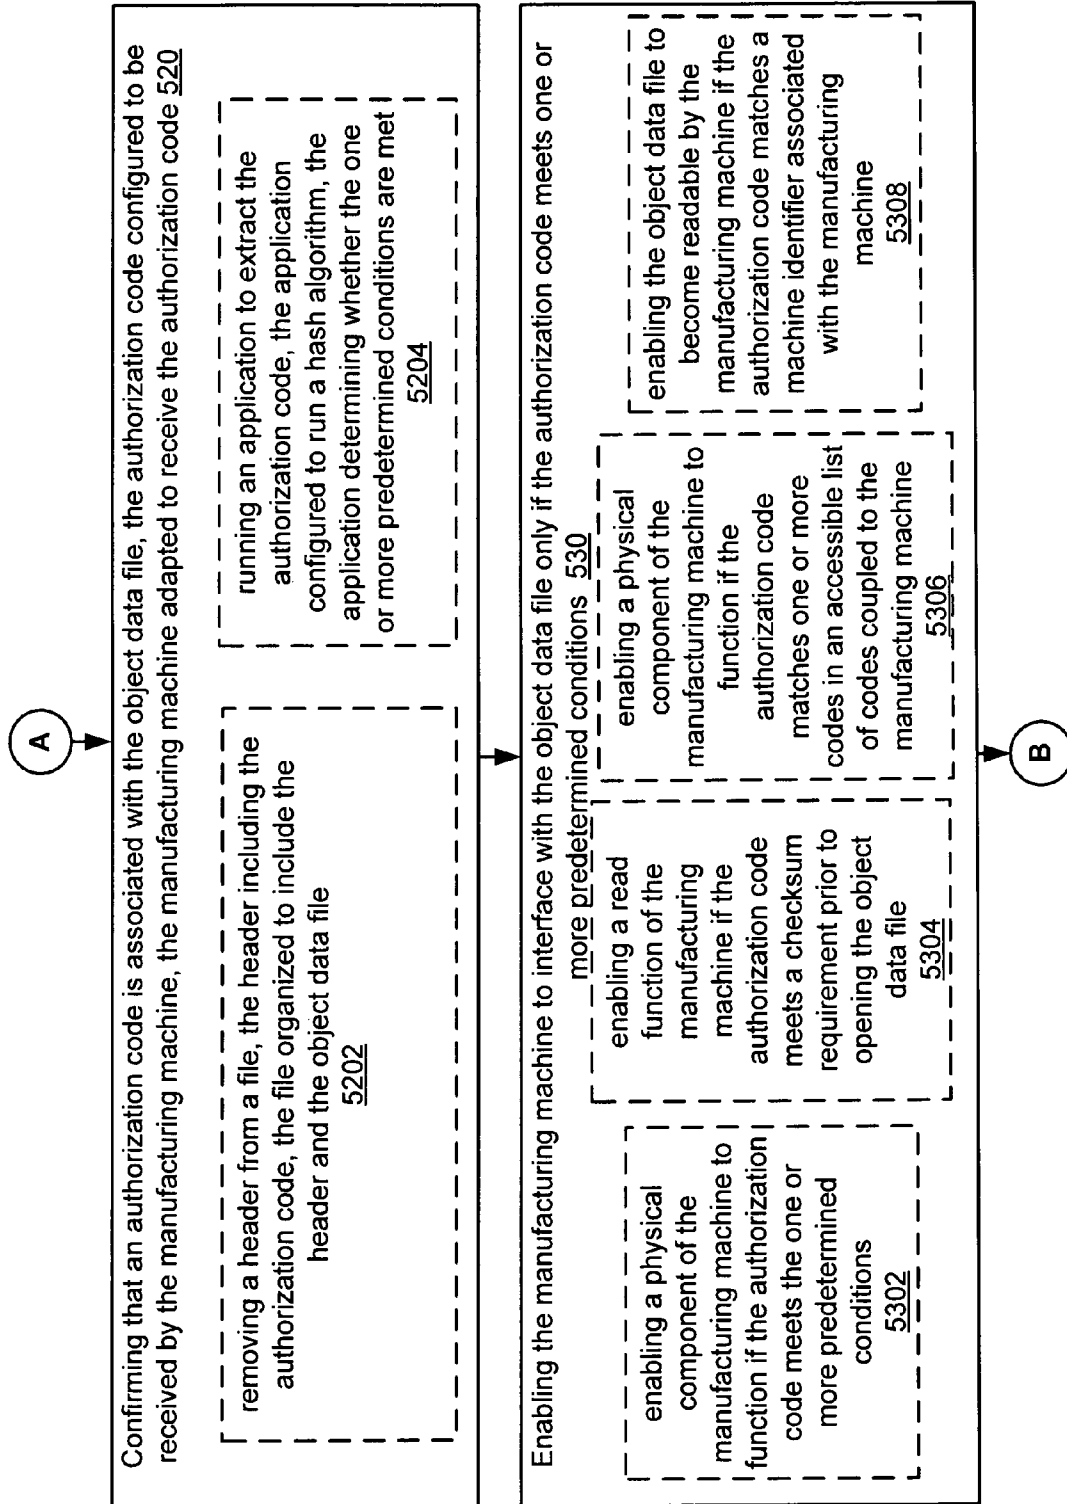 A
Confirming that an authorization code is associated with the object data file, the authorization code configured to be
received by the manufacturing machine, the manufacturing machine adapted to receive the authorization code 520
removing a header from a file, the header including the
authorization code, the file organized to include the
header and the object data file
5202
running an application to extract the
authorization code, the application
configured to run a hash algorithm, the
application determining whether the one
or more predetermined conditions are met
5204
Enabling the manufacturing machine to interface with the object data file only if the authorization code meets one or
more predetermined conditions 530
enabling a physical
component of the
manufacturing machine to
function if the authorization
code meets the one or
more predetermined
conditions
5302
enabling a read
function of the
manufacturing
machine if the
authorization code
meets a checksum
requirement prior to
opening the object
data file
5304
enabling a physical
component of the
manufacturing machine to
function if the
authorization code
matches one or more
codes in an accessible list
of codes coupled to the
manufacturing machine
5306
enabling the object data file to
become readable by the
manufacturing machine if the
authorization code matches a
machine identifier associated
with the manufacturing
machine
5308
B